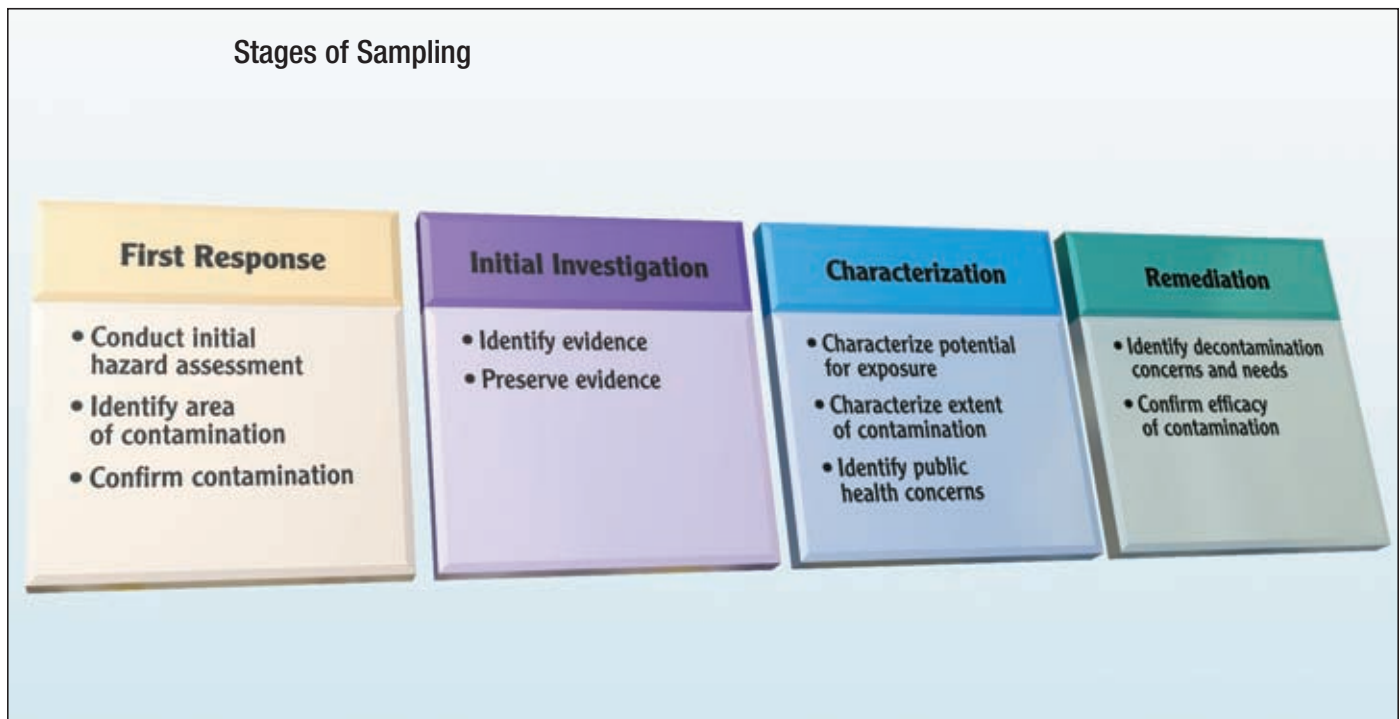 Stages of Sampling
First Response
• Conduct initial
hazard assessment
• Identify area
of contamination
• Confirm contamination
Initial Investigation
• Identify evidence
• Preserve evidence
Characterization
• Characterize potential
for exposure
• Characterize extent
of contamination
• Identify public
health concerns
Remediation
• Identify decontamination
concerns and needs
• Confirm efficacy
of contamination